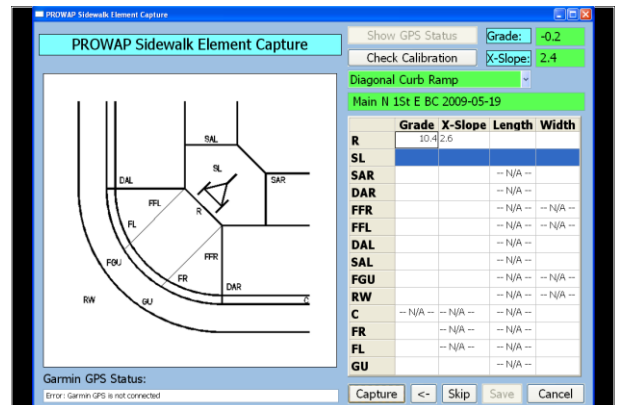 PROWAP Sidewalk Element Capture
PROWAP Sidewalk Element Capture
Show GPS Status Grade: -0.2
Check Calibration X-Slope: 2.4
Diagonal Curb Ramp
Main N 1St E BC 2009-05-19
Grade X-Slope Length Width
R 10.4 2.6
SL
SAR -- N/A --
DAR -- N/A --
FFR -- N/A -- -- N/A --
FFL -- N/A -- -- N/A --
DAL -- N/A --
SAL -- N/A --
FGU -- N/A -- -- N/A --
RW -- N/A -- -- N/A --
C -- N/A -- -- N/A --
FR -- N/A -- -- N/A --
FL -- N/A -- -- N/A --
GU -- N/A --
SAL
SL
DAL SAR
FFL
R
FL
FFR
FGU
FR
DAR
RW GU C
Garmin GPS Status:
Error: Garmin GPS is not connected
Capture <- Skip Save Cancel